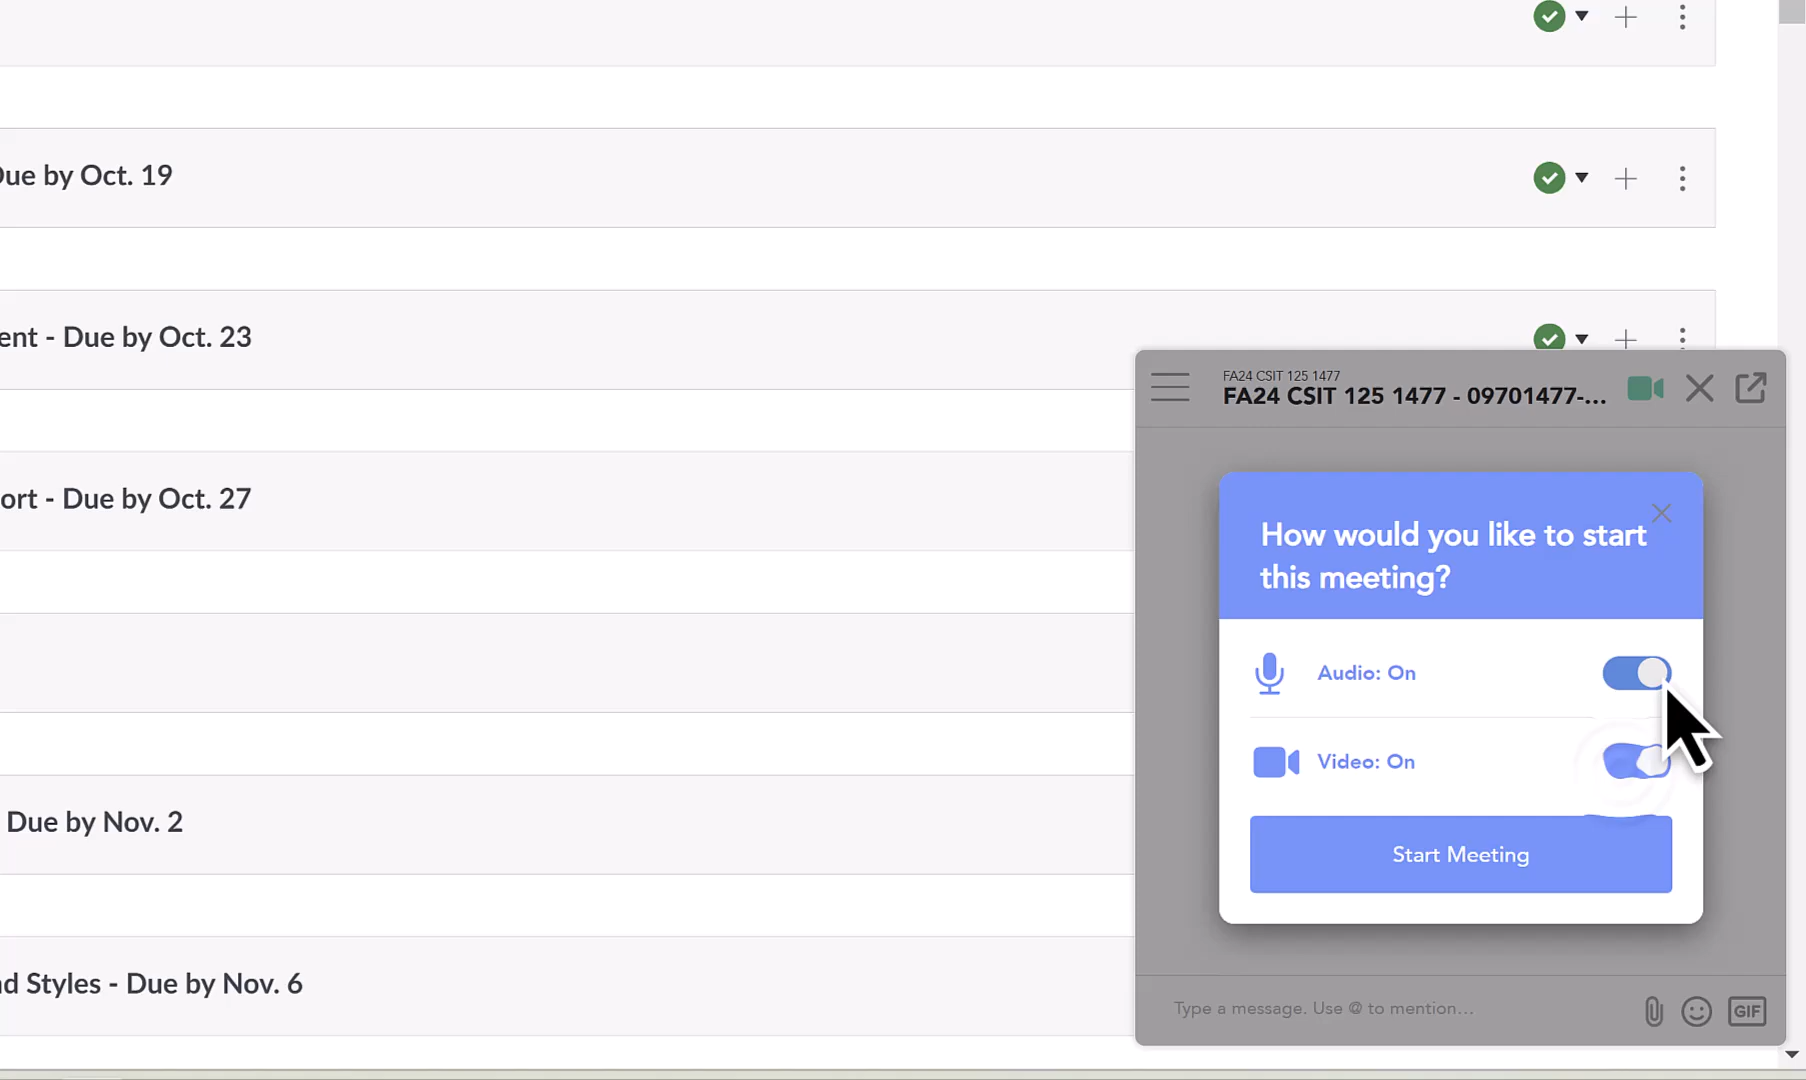 Due by Oct. 19
ent - Due by Oct. 23
ort - Due by Oct. 27
Due by Nov. 2
nd Styles - Due by Nov. 6
FA24 CSIT 125 1477
FA24 CSIT 125 1477 - 09701477-...
How would you like to start
this meeting?
Audio: On
Video: On
Start Meeting
Type a message. Use @ to mention...
GIF